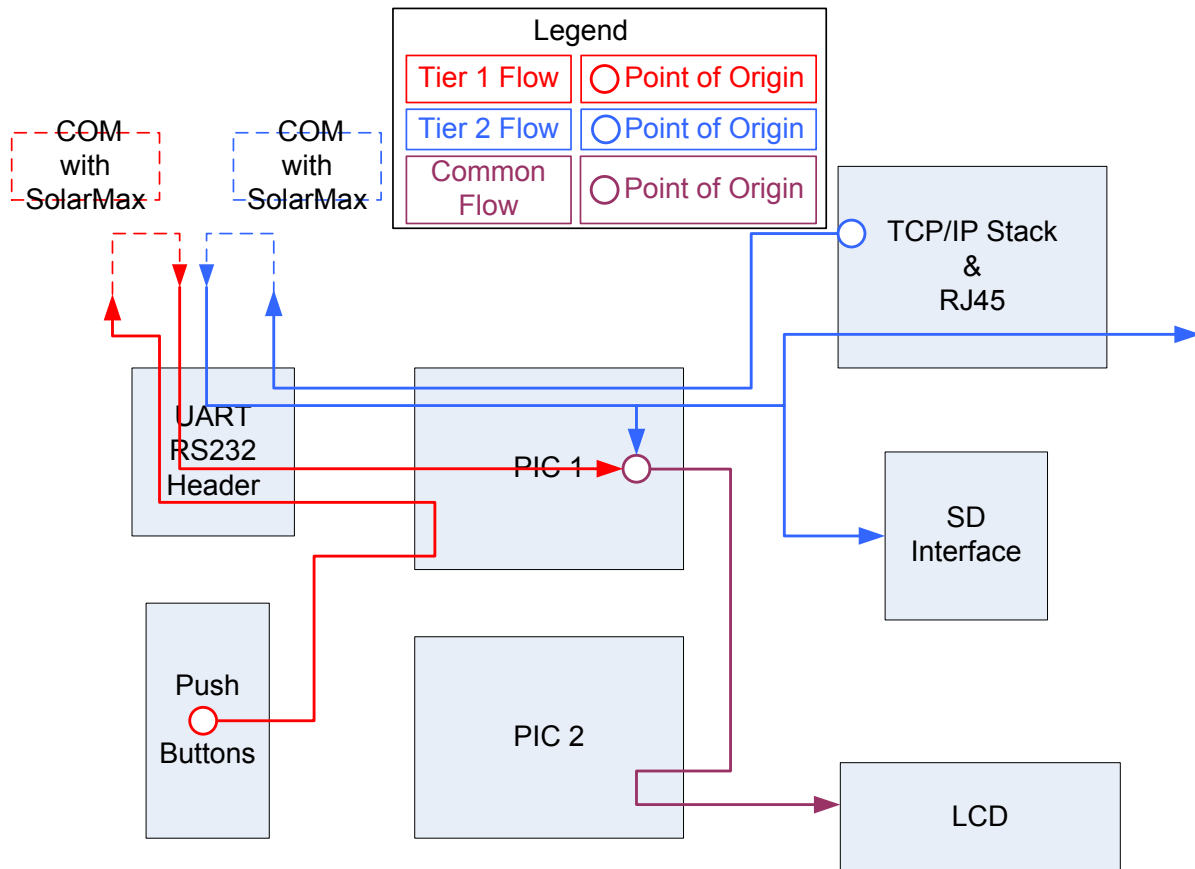 Legend
Tier 1 Flow
Point of Origin
Tier 2 Flow
Point of Origin
Common
Flow
Point of Origin
COM
with
SolarMax
COM
with
SolarMax
TCP/IP Stack
&
RJ45
UART
RS232
Header
PIC 1
SD
Interface
Push
Buttons
PIC 2
LCD